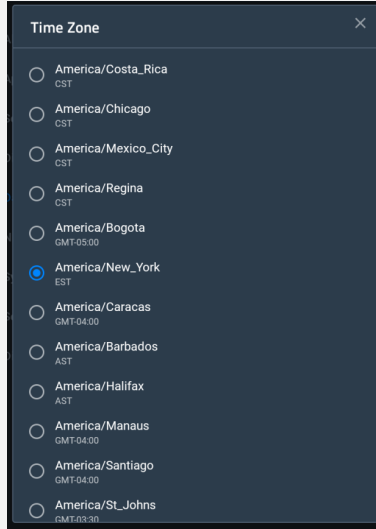 Time Zone
America/Costa_Rica
CST
America/Chicago
CST
America/Mexico_City
CST
America/Regina
CST
America/Bogota
GMT-05:00
America/New_York
EST
America/Caracas
GMT-04:00
America/Barbados
AST
America/Halifax
AST
America/Manaus
GMT-04:00
America/Santiago
GMT-04:00
America/St_Johns
GMT-03:30